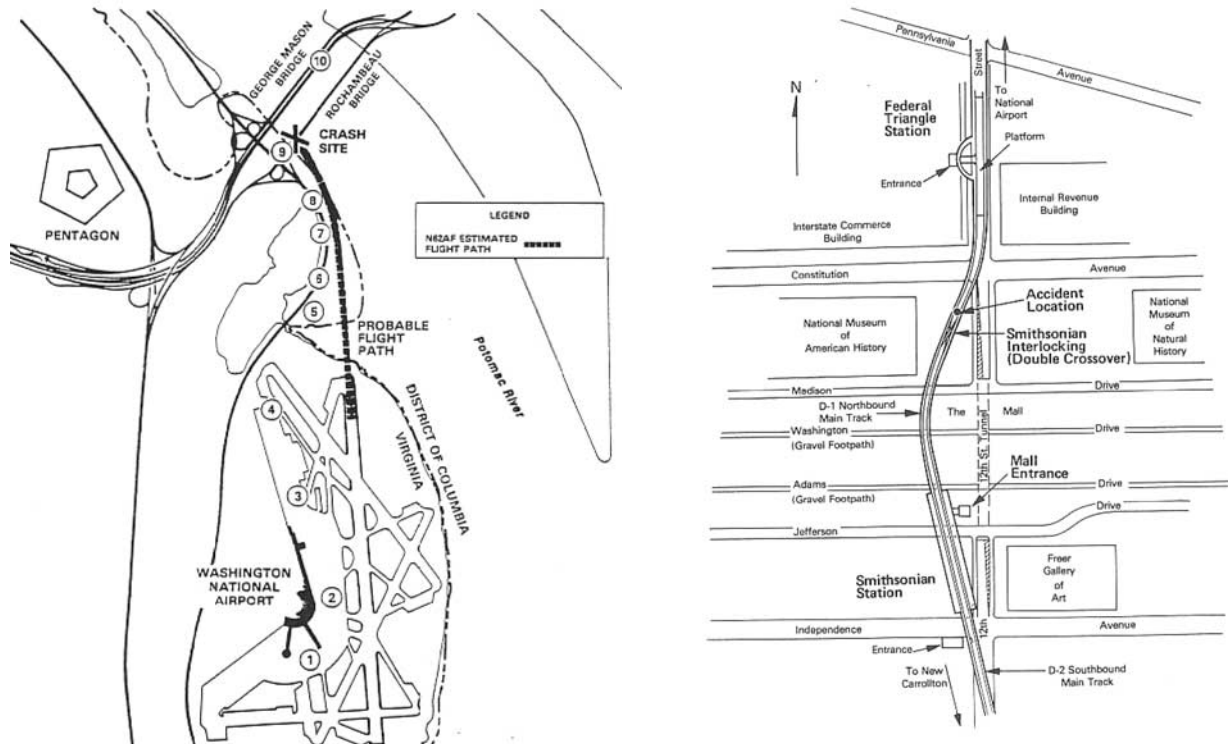 GEORGE MASON
BRIDGE
10
ROCHAMBEAU
BRIDGE
CRASH
SITE
9
8
PENTAGON
7
LEGEND
N62AF ESTIMATED
FLIGHT PATH
6
5
PROBABLE
FLIGHT
PATH
Potomac River
4
DISTRICT OF COLUMBIA
VIRGINIA
3
WASHINGTON
NATIONAL
AIRPORT
2
1
Pennsylvania
Avenue
Street
N
To
National
Airport
Federal
Triangle
Station
Platform
Entrance
Internal Revenue
Building
Interstate Commerce
Building
Constitution
Avenue
Accident
Location
National Museum
of
American History
Smithsonian
Interlocking
(Double Crossover)
National
Museum
of
Natural
History
Madison
Drive
D-1 Northbound
Main Track
The
Mall
Washington
Drive
(Gravel Footpath)
12th St. Tunnel
Mall
Entrance
Adams
Drive
(Gravel Footpath)
Drive
Jefferson
Smithsonian
Station
Freer
Gallery
of
Art
12th
Independence
Avenue
Entrance
To New
Carrollton
D-2 Southbound
Main Track